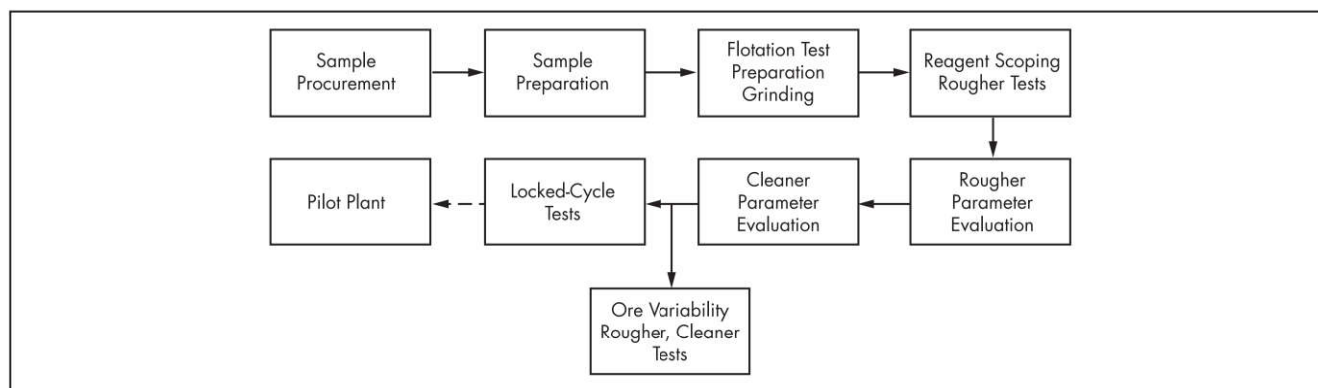 Sample
Procurement
Sample
Preparation
Flotation Test
Preparation
Grinding
Reagent Scoping
Rougher Tests
Pilot Plant
Locked-Cycle
Tests
Cleaner
Parameter
Evaluation
Rougher
Parameter
Evaluation
Ore Variability
Rougher, Cleaner
Tests